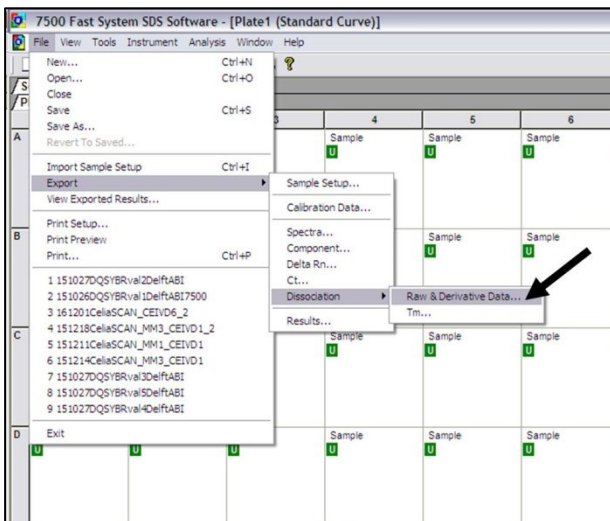 7500 Fast System SDS Software - [Plate1 (Standard Curve)]
File View Tools Instrument Analysis Window Help
New... Ctrl+N
Open... Ctrl+O
Close
Save Ctrl+S
Save As...
Revert To Saved...
Import Sample Setup Ctrl+I
Export
View Exported Results...
Print Setup...
Print Preview
Print... Ctrl+P
1 151027DQSYBRval2DelftABI
2 151026DQSYBRval1DelftABI7500
3 161201CeliaSCAN_CEIVD6_2
4 151218CeliaSCAN_MM3_CEIVD1_2
5 151211CeliaSCAN_MM1_CEIVD1
6 151214CeliaSCAN_MM3_CEIVD1
7 151027DQSYBRval3DelftABI
8 151027DQSYBRval5DelftABI
9 151027DQSYBRval4DelftABI
Exit
Sample Setup...
Calibration Data...
Spectra...
Component...
Delta Rn...
Ct...
Dissociation
Results...
Raw & Derivative Data...
Tm...
3 4 5 6
A Sample Sample Sample
U U U
B Sample Sample
U U
C Sample Sample Sample
U U U
D Sample Sample Sample
U U U U U U